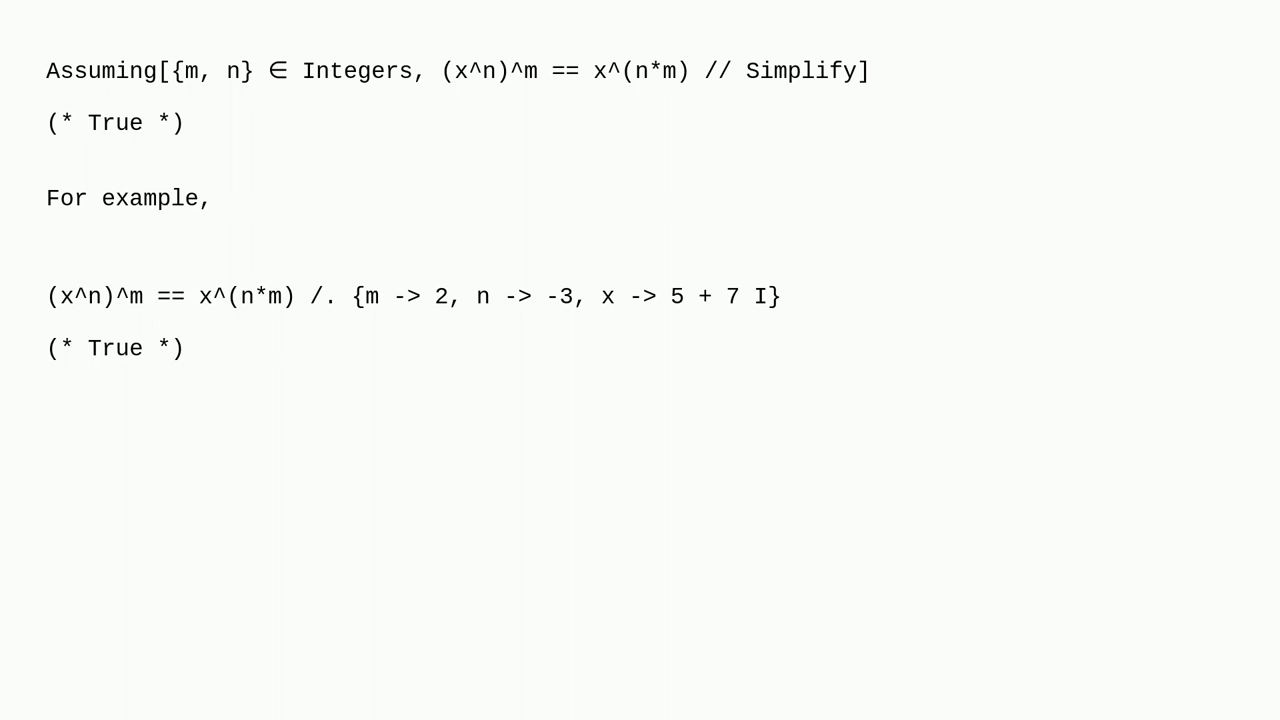 Assuming[{m, n} ∈ Integers, (x^n)^m == x^(n*m) // Simplify]
(* True *)
For example,
(x^n)^m == x^(n*m) /. {m -> 2, n -> -3, x -> 5 + 7 I}
(* True *)